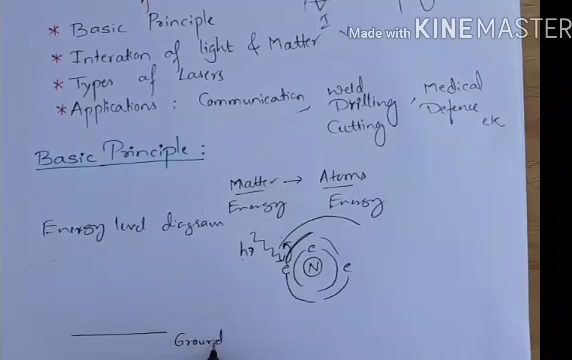 Made with KINEMASTER
* Basic Principle
* Interation of light & Matter
* Types of Lasers
* Applications : Communication, Weld Drilling Cutting, Medical Defence etc
Basic Principle :
Matter → Atoms
Energy Energy
Energy level diagram
e
e N e
Ground